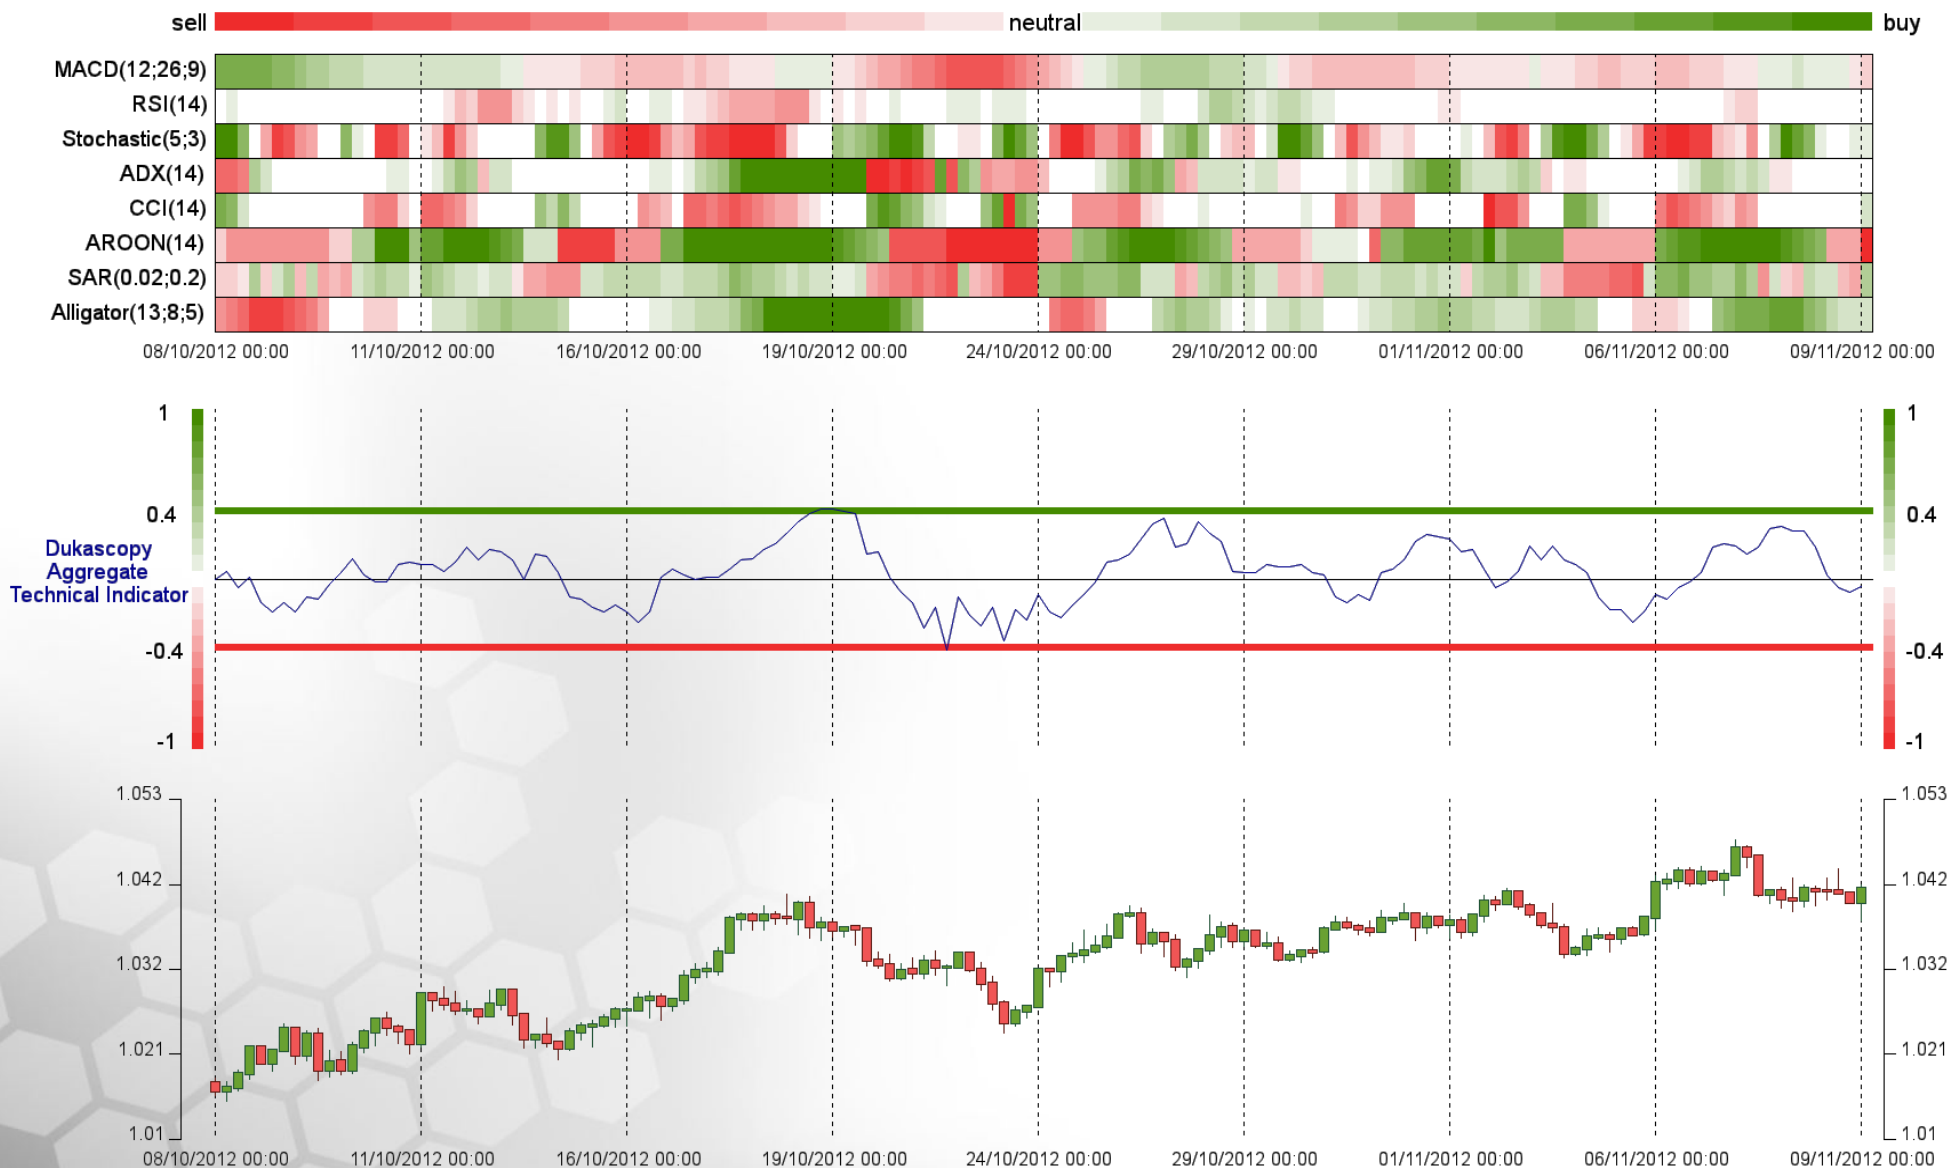 sell neutral buy
MACD(12;26;9)
RSI(14)
Stochastic(5;3)
ADX(14)
CCI(14)
AROON(14)
SAR(0.02;0.2)
Alligator(13;8;5)
08/10/2012 00:00 11/10/2012 00:00 16/10/2012 00:00 19/10/2012 00:00 24/10/2012 00:00 29/10/2012 00:00 01/11/2012 00:00 06/11/2012 00:00 09/11/2012 00:00
1 1
0.4 0.4
Dukascopy
Aggregate
Technical Indicator
-0.4 -0.4
-1 -1
1.053 1.053
1.042 1.042
1.032 1.032
1.021 1.021
1.01 1.01
08/10/2012 00:00 11/10/2012 00:00 16/10/2012 00:00 19/10/2012 00:00 24/10/2012 00:00 29/10/2012 00:00 01/11/2012 00:00 06/11/2012 00:00 09/11/2012 00:00